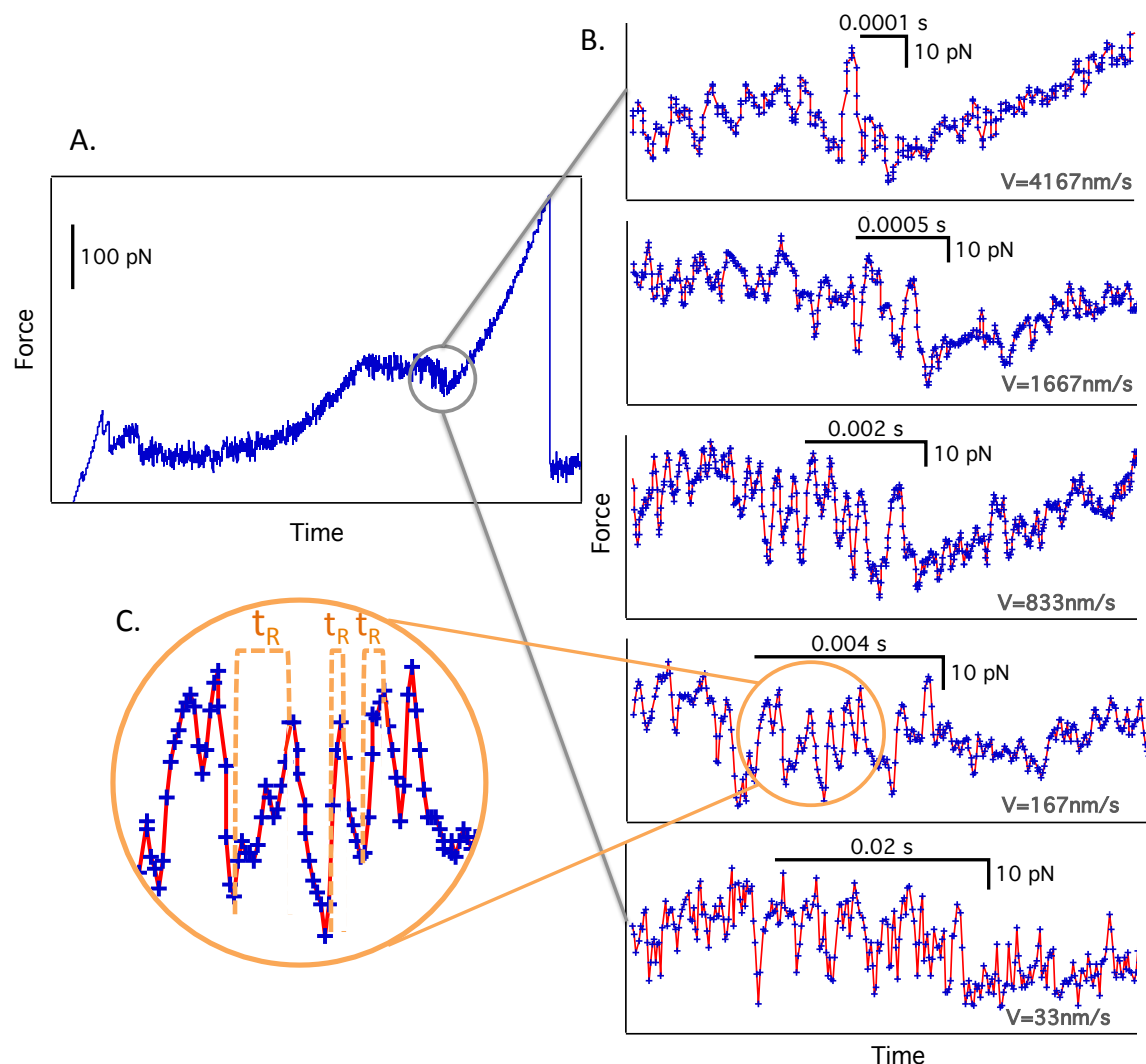 A.
100 pN
Force
Time
B.
0.0001 s
10 pN
V=4167nm/s
0.0005 s
10 pN
V=1667nm/s
0.002 s
10 pN
V=833nm/s
0.004 s
10 pN
V=167nm/s
0.02 s
10 pN
V=33nm/s
Force
Time
C.
tR tR tR